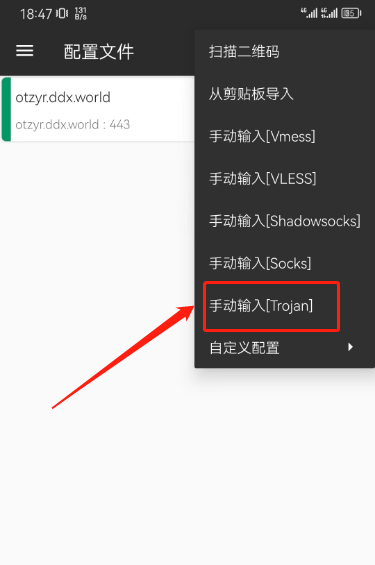 18:47 131 B/s 4G 4G 85
配置文件
otzyr.ddx.world
otzyr.ddx.world : 443
扫描二维码
从剪贴板导入
手动输入[Vmess]
手动输入[VLESS]
手动输入[Shadowsocks]
手动输入[Socks]
手动输入[Trojan]
自定义配置